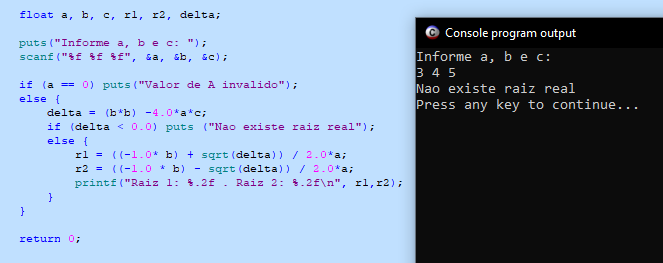 float a, b, c, r1, r2, delta;
puts("Informe a, b e c: ");
scanf("%f %f %f", &a, &b, &c);
if (a == 0) puts("Valor de A invalido");
else {
delta = (b*b) -4.0*a*c;
if (delta < 0.0) puts ("Nao existe raiz real");
else {
r1 = ((-1.0* b) + sqrt(delta)) / 2.0*a;
r2 = ((-1.0 * b) - sqrt(delta)) / 2.0*a;
printf("Raiz 1: %.2f . Raiz 2: %.2f\n", r1,r2);
}
}
return 0;
Console program output
Informe a, b e c:
3 4 5
Nao existe raiz real
Press any key to continue...